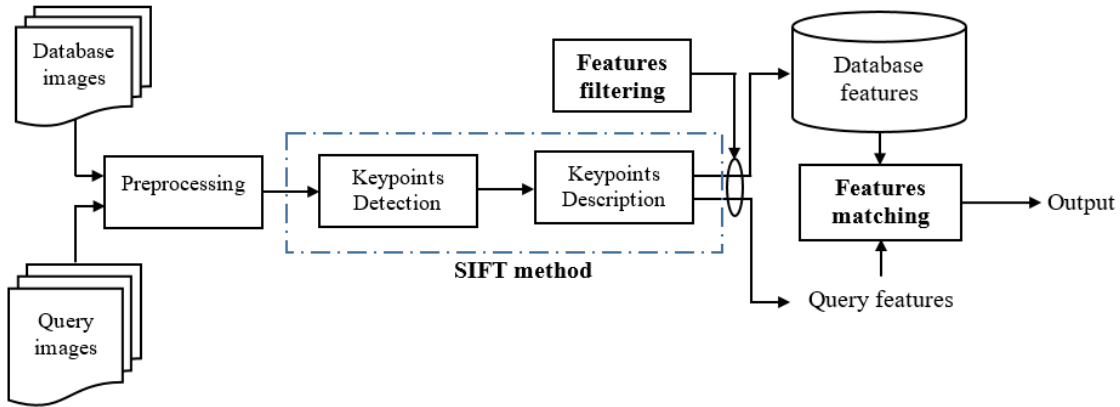 Database
images
Features
filtering
Database
features
Preprocessing
Keypoints
Detection
Keypoints
Description
Features
matching
Output
SIFT method
Query features
Query
images